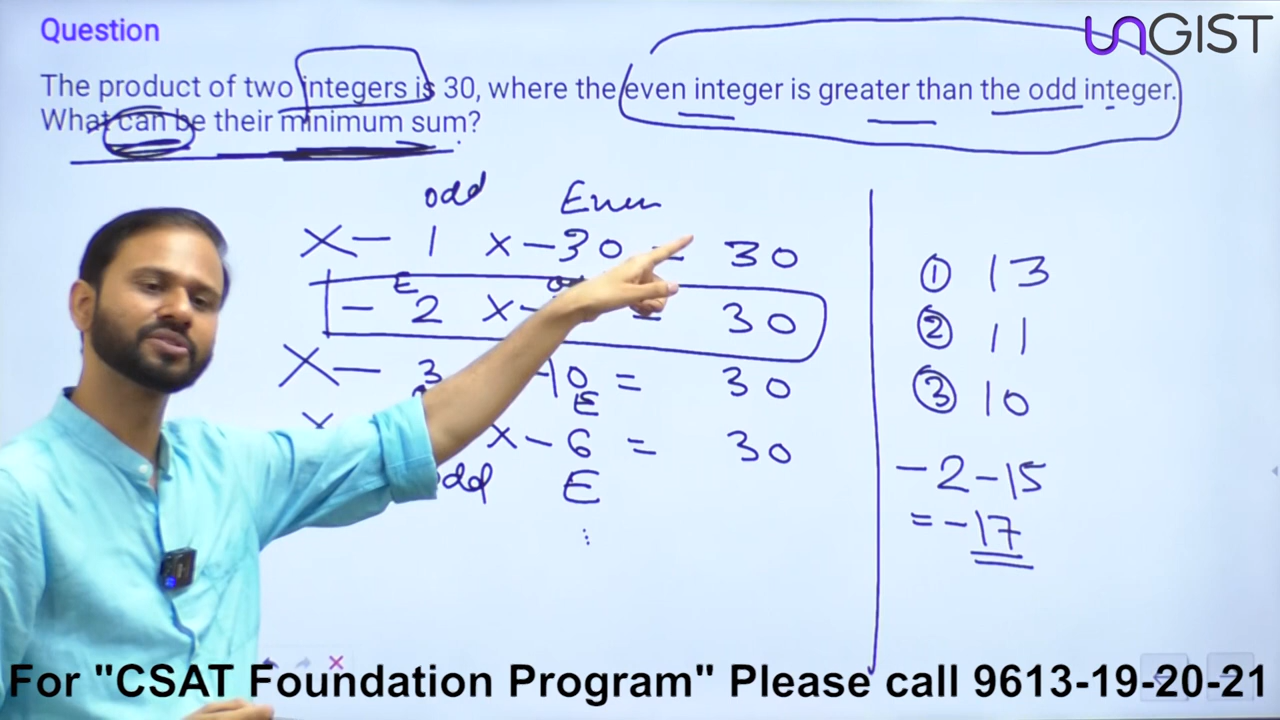 Question
UNGIST
The product of two integers is 30, where the even integer is greater than the odd integer.
What can be their minimum sum?
odd Even
X – 1 x – 30 = 30
E
– 2 x – = 30
X – 3 10 = 30
E
x – 6 = 30
odd E
⋮
① 13
② 11
③ 10
– 2 – 15
= – 17
For "CSAT Foundation Program" Please call 9613-19-20-21